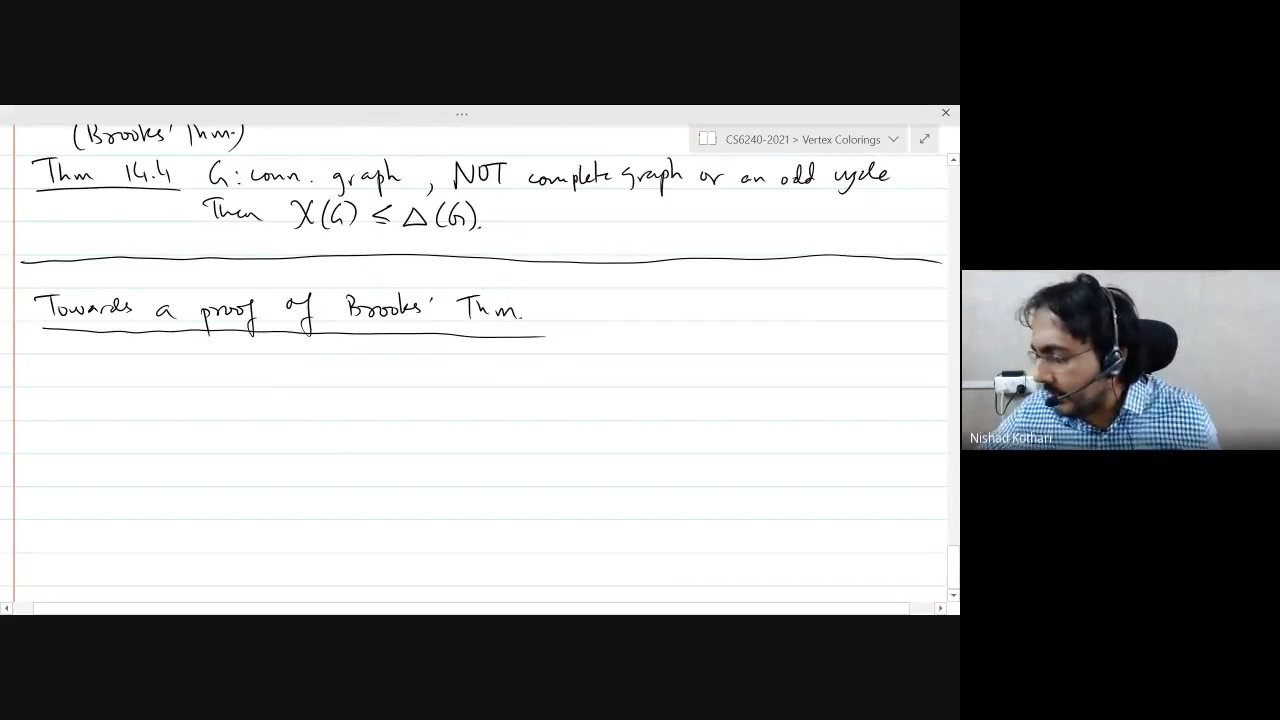 CS6240-2021 > Vertex Colorings
(Brooks' Thm.)
Thm 14.4 G: conn. graph , NOT complete graph or an odd cycle
Then χ(G) ≤ Δ(G).
Towards a proof of Brooks' Thm.
Nishad Kothari